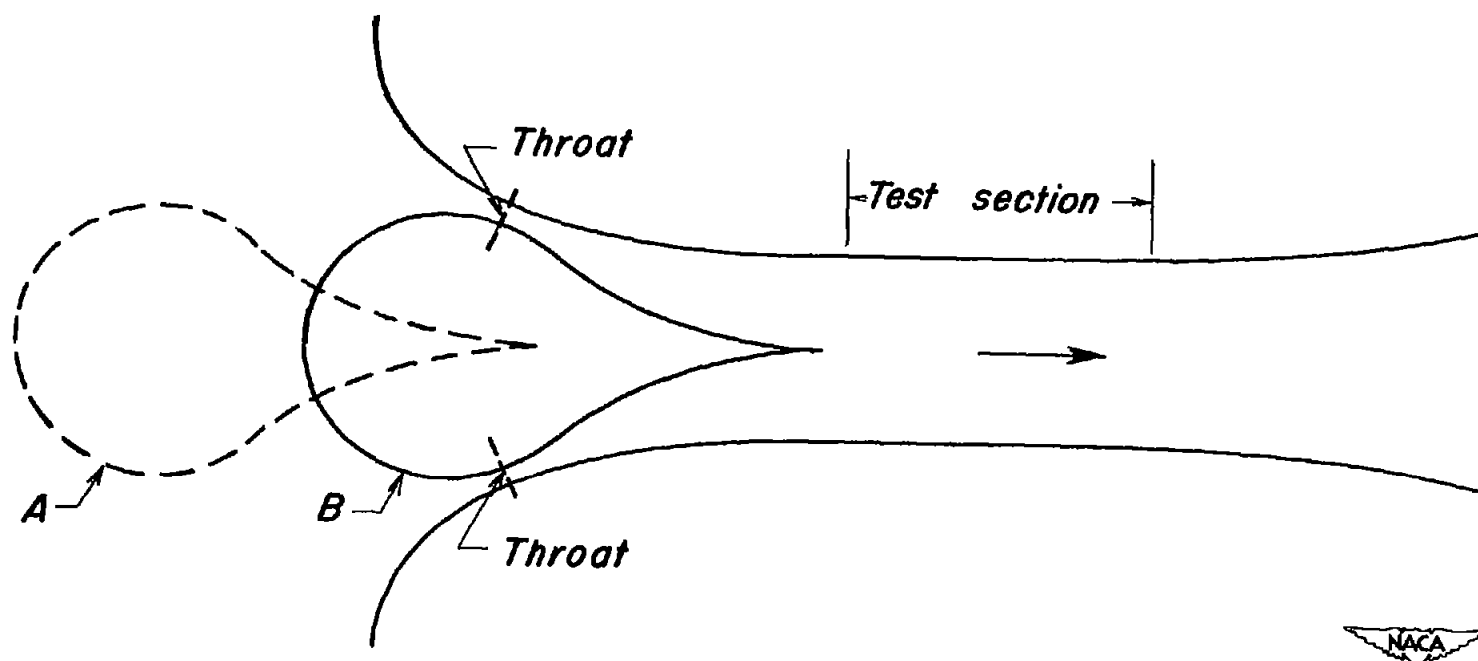 Throat
Test section
A
B
Throat
NACA